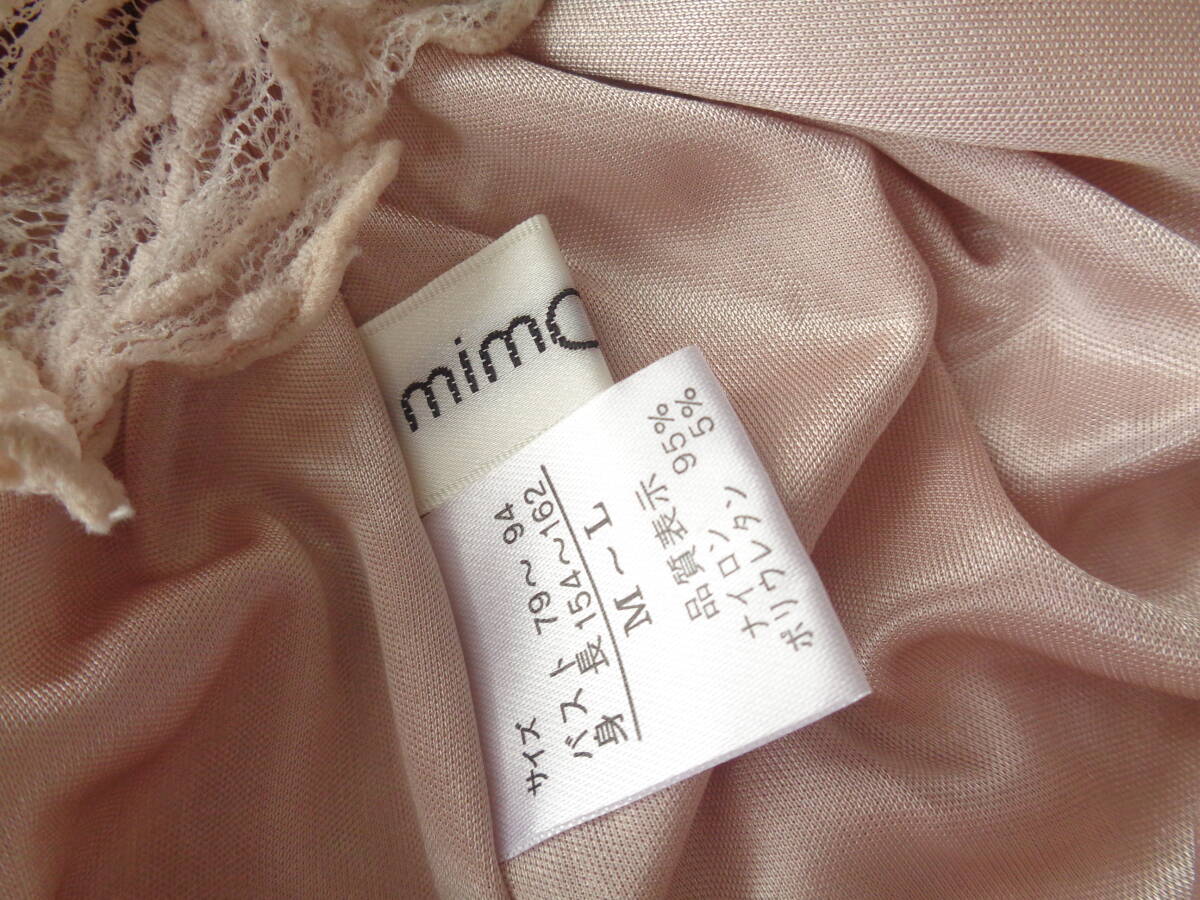 mimo
サイズ
バスト 79～94
身長 154～162
M～L
品質表示
ナイロン 95%
ポリウレタン 5%